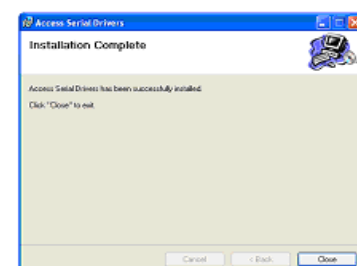 Access Serial Drivers
Installation Complete
Access Serial Drivers has been successfully installed.
Click "Close" to exit.
Cancel
< Back
Close